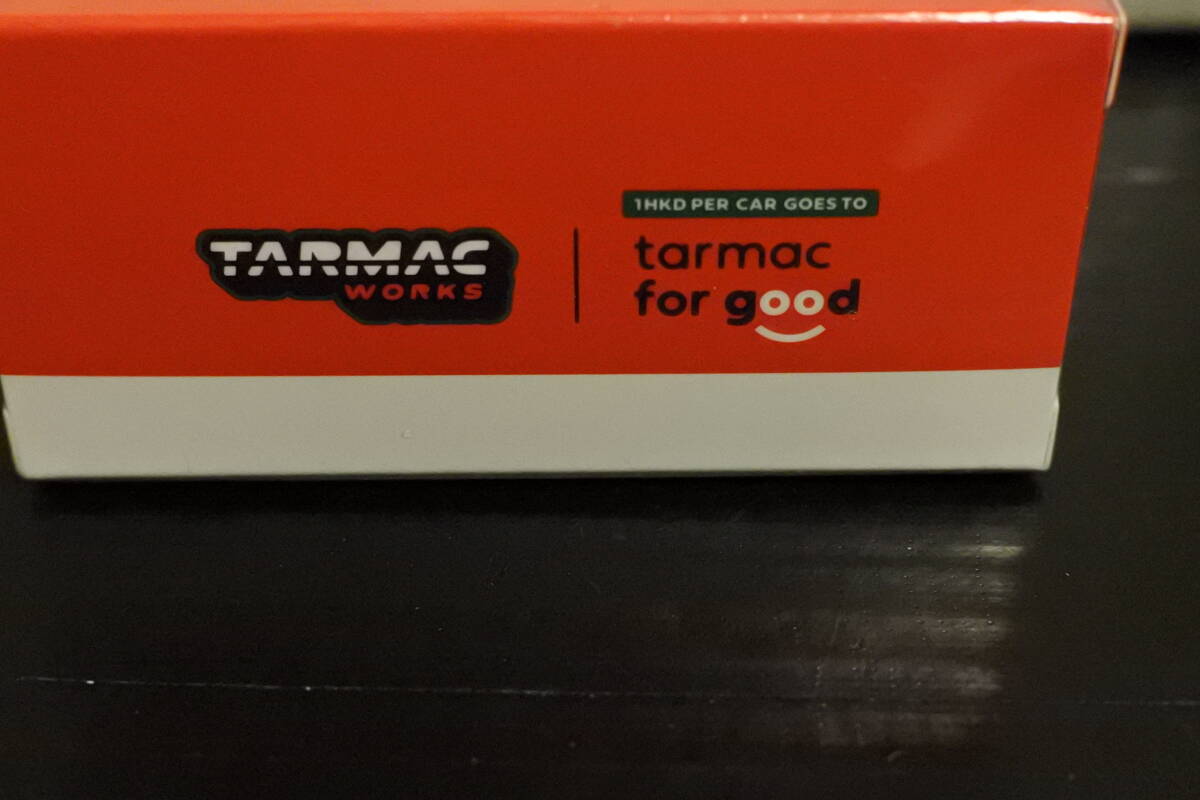 TARMAC
WORKS
1HKD PER CAR GOES TO
tarmac
for good